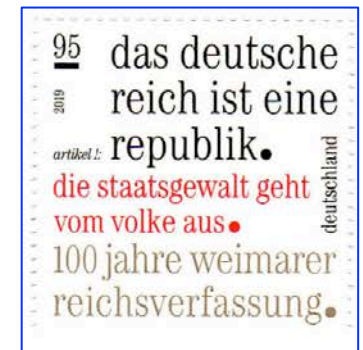 95 das deutsche
2019 reich ist eine
artikel 1: republik.
die staatsgewalt geht
vom volke aus.
deutschland
100 jahre weimarer
reichsverfassung.